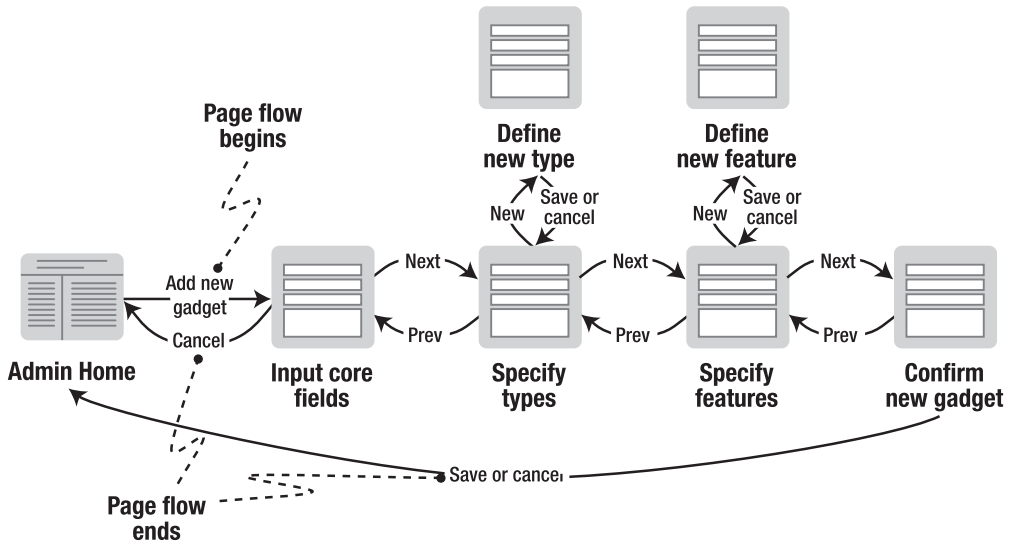 Define
new type
Define
new feature
Page flow
begins
New
Save or
cancel
New
Save or
cancel
Add new
gadget
Cancel
Next
Prev
Next
Prev
Next
Prev
Admin Home
Input core
fields
Specify
types
Specify
features
Confirm
new gadget
Save or cancel
Page flow
ends